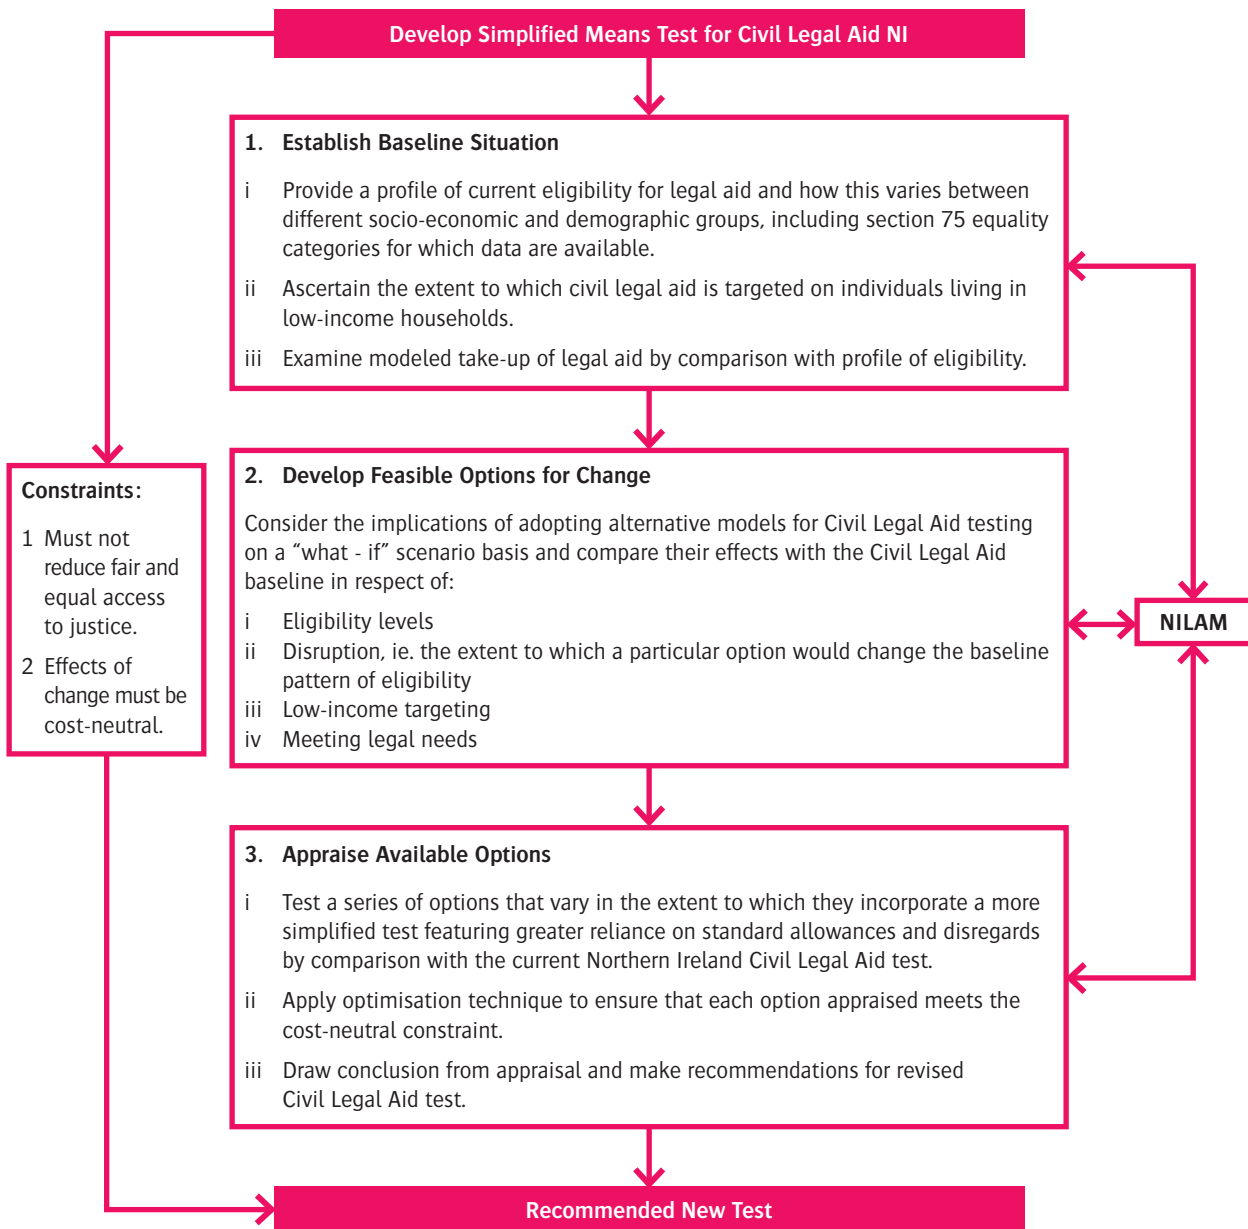 Develop Simplified Means Test for Civil Legal Aid NI
1. Establish Baseline Situation
i Provide a profile of current eligibility for legal aid and how this varies between
different socio-economic and demographic groups, including section 75 equality
categories for which data are available.
ii Ascertain the extent to which civil legal aid is targeted on individuals living in
low-income households.
iii Examine modeled take-up of legal aid by comparison with profile of eligibility.
Constraints:
1 Must not
reduce fair and
equal access
to justice.
2 Effects of
change must be
cost-neutral.
2. Develop Feasible Options for Change
Consider the implications of adopting alternative models for Civil Legal Aid testing
on a “what - if” scenario basis and compare their effects with the Civil Legal Aid
baseline in respect of:
i Eligibility levels
ii Disruption, ie. the extent to which a particular option would change the baseline
pattern of eligibility
iii Low-income targeting
iv Meeting legal needs
NILAM
3. Appraise Available Options
i Test a series of options that vary in the extent to which they incorporate a more
simplified test featuring greater reliance on standard allowances and disregards
by comparison with the current Northern Ireland Civil Legal Aid test.
ii Apply optimisation technique to ensure that each option appraised meets the
cost-neutral constraint.
iii Draw conclusion from appraisal and make recommendations for revised
Civil Legal Aid test.
Recommended New Test